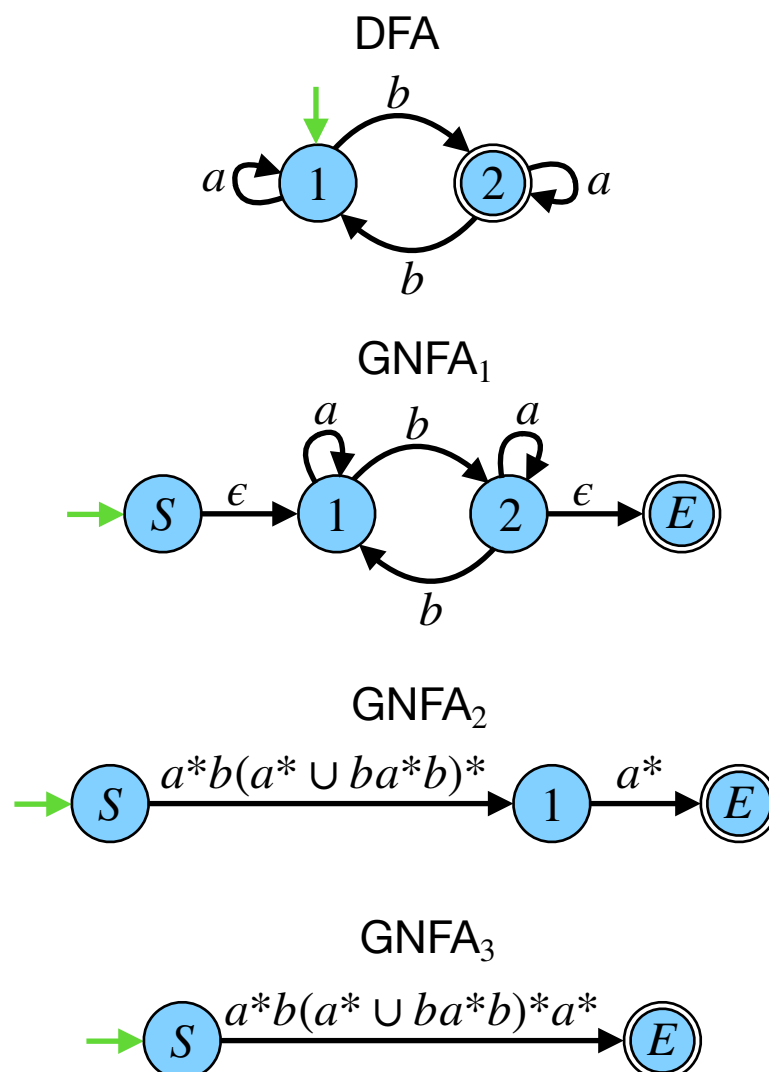 DFA
b
a 1 2 a
b
GNFA₁
a b a
S ϵ 1 2 ϵ E
b
GNFA₂
S a*b(a* ∪ ba*b)* 1 a* E
GNFA₃
S a*b(a* ∪ ba*b)*a* E